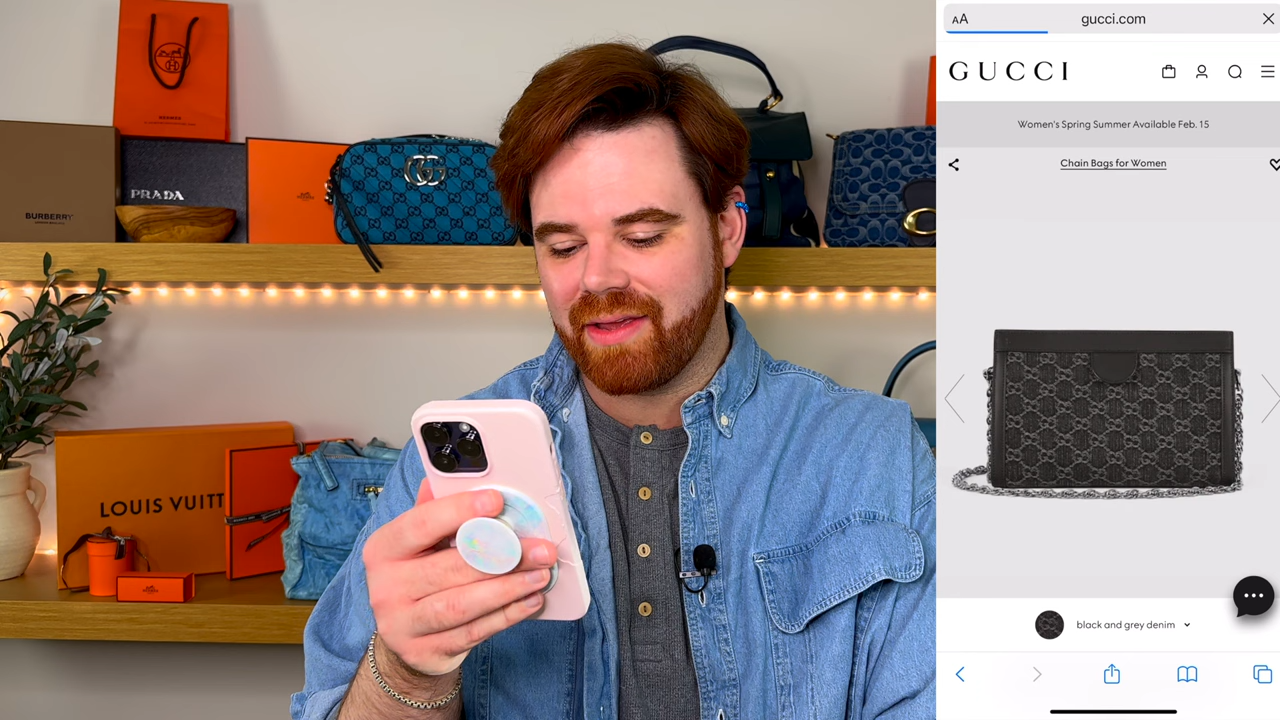 HERMES
PRADA
BURBERRY
LOUIS VUITT
AA
gucci.com
GUCCI
Women's Spring Summer Available Feb. 15
Chain Bags for Women
black and grey denim